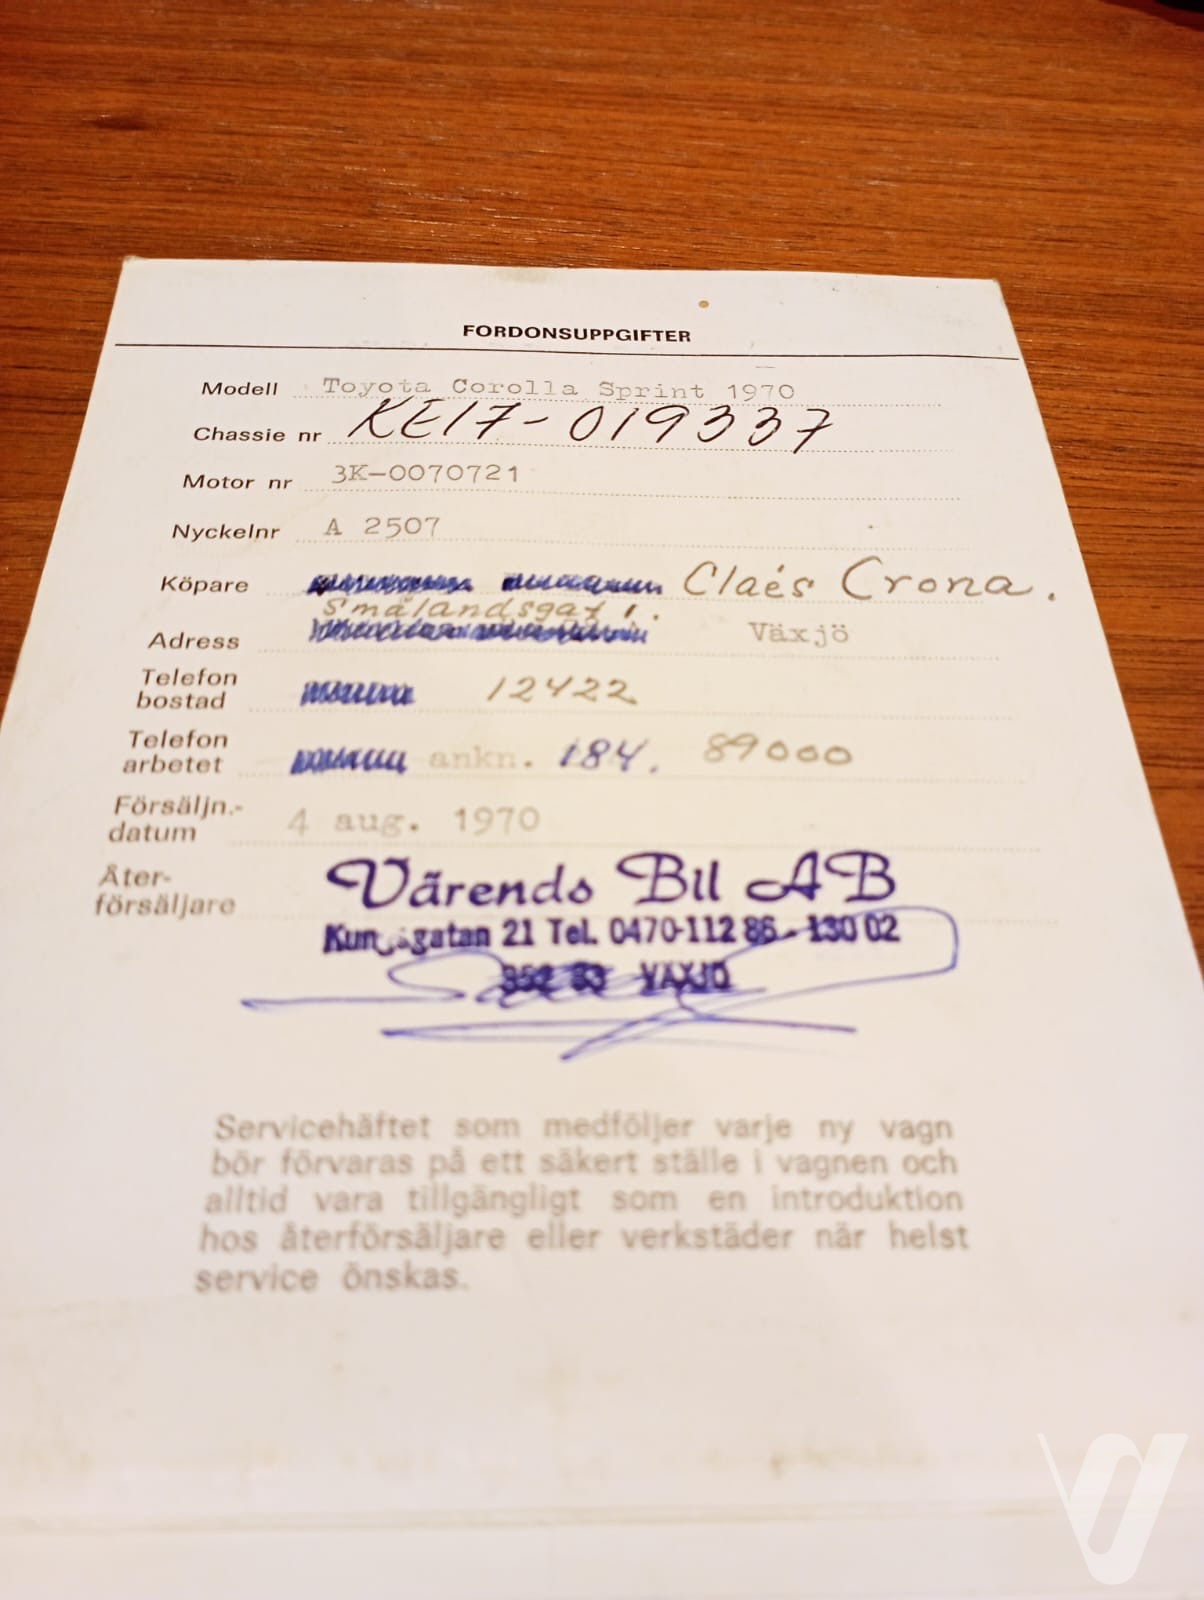 FORDONSUPPGIFTER
Modell Toyota Corolla Sprint 1970
Chassie nr KE17-019337
Motor nr 3K-0070721
Nyckelnr A 2507
Köpare Claés Crona.
Smålandsgat 1.
Adress Växjö
Telefon
bostad 12422
Telefon
arbetet ankn. 184. 89000
Försäljn.-
datum 4 aug. 1970
Åter-
försäljare Värends Bil AB
Kungsgatan 21 Tel. 0470-112 86 - 130 02
352 33 VÄXJÖ
Servicehäftet som medföljer varje ny vagn
bör förvaras på ett säkert ställe i vagnen och
alltid vara tillgängligt som en introduktion
hos återförsäljare eller verkstäder när helst
service önskas.